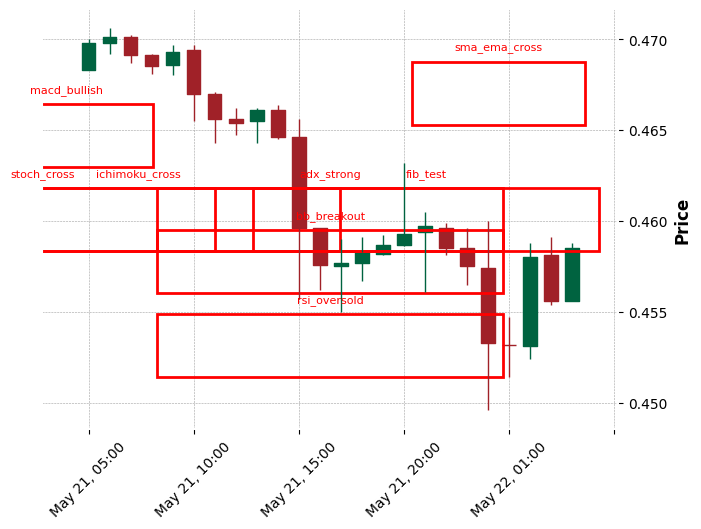 0.470
sma_ema_cross
macd_bullish
0.465
stoch_cross
ichimoku_cross
adx_strong
fib_test
bb_breakout
0.460
Price
rsi_oversold
0.455
0.450
May 21, 05:00
May 21, 10:00
May 21, 15:00
May 21, 20:00
May 22, 01:00